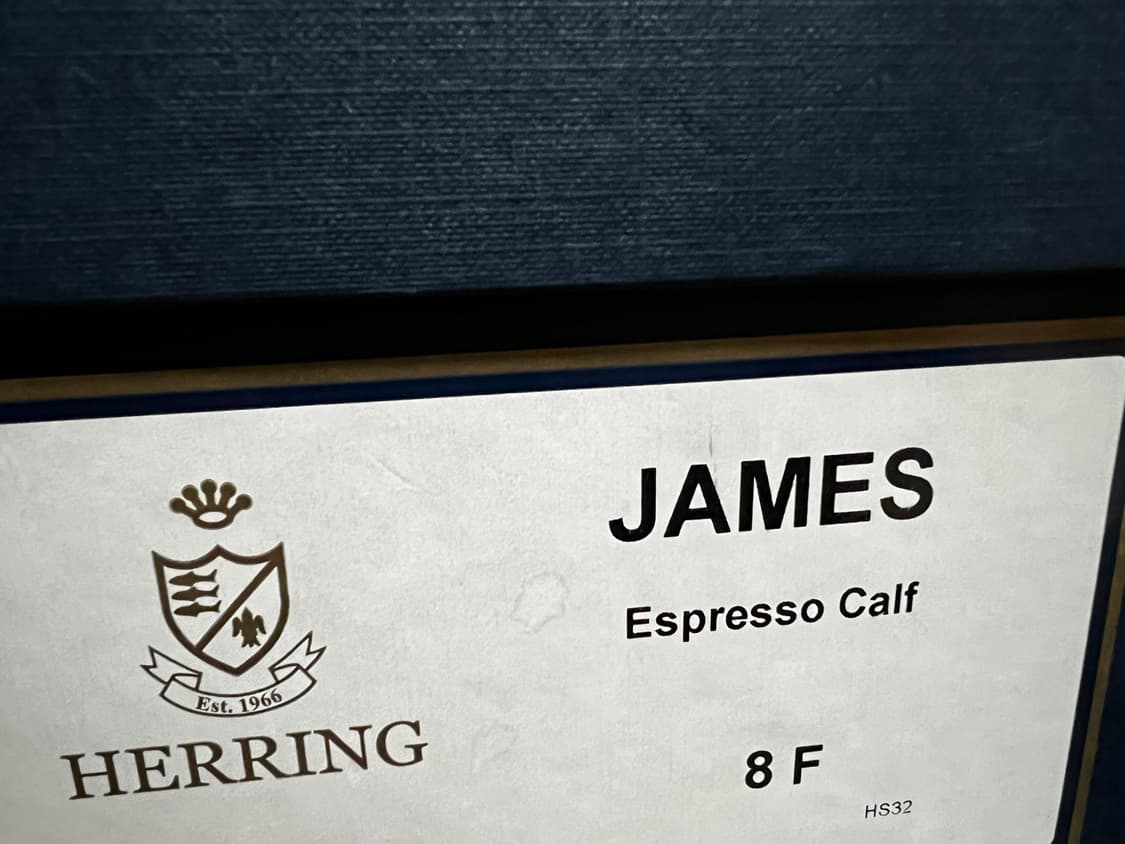 JAMES
Espresso Calf
Est. 1966
HERRING
8 F
HS32